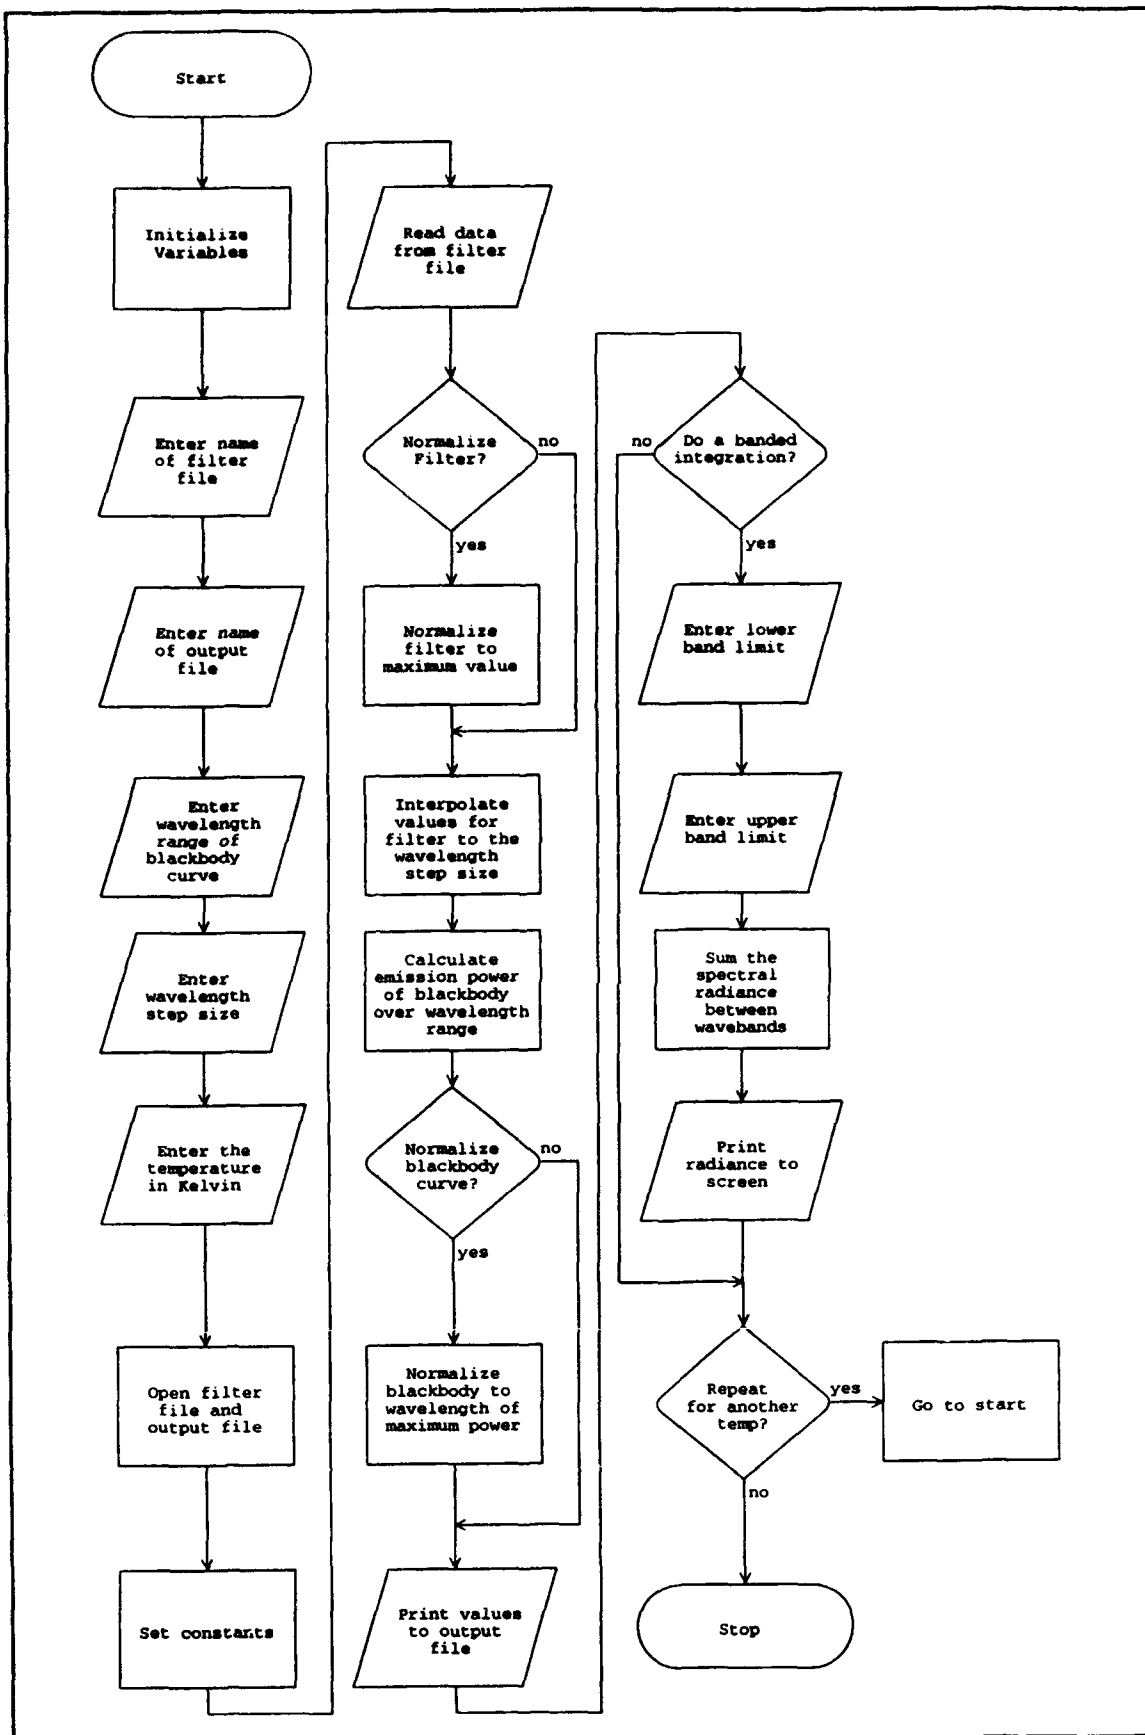 Start
Initialize
Variables
Enter name
of filter
file
Enter name
of output
file
Enter
wavelength
range of
blackbody
curve
Enter
wavelength
step size
Enter the
temperature
in Kelvin
Open filter
file and
output file
Set constants
Read data
from filter
file
Normalize
Filter?
no
yes
Normalize
filter to
maximum value
Interpolate
values for
filter to the
wavelength
step size
Calculate
emission power
of blackbody
over wavelength
range
Normalize
blackbody
curve?
no
yes
Normalize
blackbody to
wavelength of
maximum power
Print values
to output
file
Do a banded
integration?
no
yes
Enter lower
band limit
Enter upper
band limit
Sum the
spectral
radiance
between
wavebands
Print
radiance to
screen
Repeat
for another
temp?
yes
Go to start
no
Stop